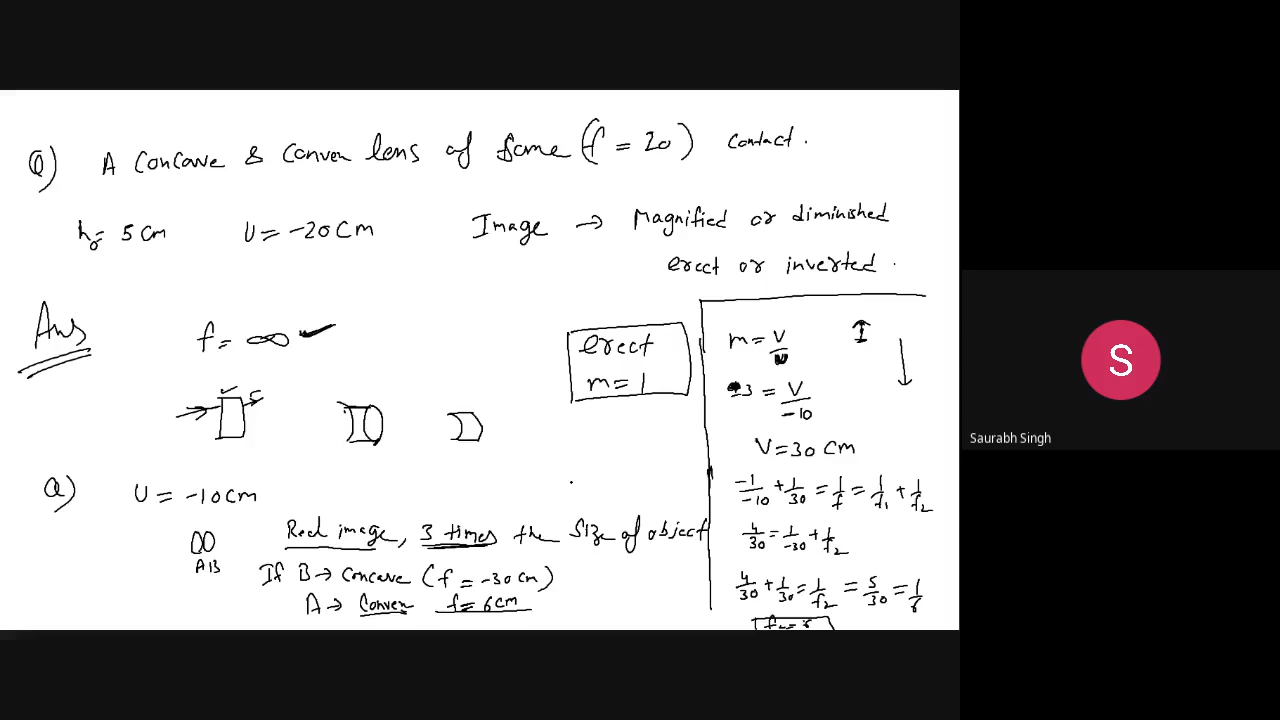 Q) A Concave & Conven lens of Same (f = 20) Contact.
h₀ = 5 Cm U = -20 Cm Image → Magnified or diminished
erect or inverted.
Ans f = ∞ ✓
erect
m = 1
Q) U = -10 cm
AB
Real image, 3 times the Size of object
If B → Concave (f = -30 cm)
A → Conven f = 6 cm
m = V/u
-3 = V/-10
V = 30 Cm
-1/-10 + 1/30 = 1/f = 1/f₁ + 1/f₂
4/30 = 1/-30 + 1/f₂
4/30 + 1/30 = 1/f₂ = 5/30 = 1/6
S
Saurabh Singh